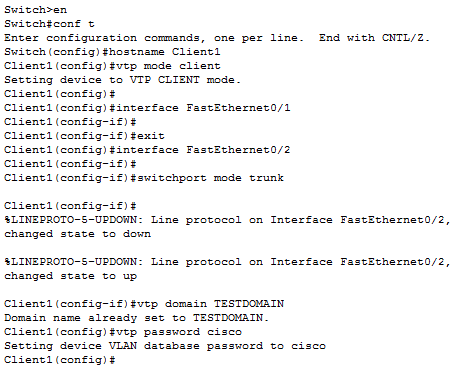 Switch>en
Switch#conf t
Enter configuration commands, one per line.  End with CNTL/Z.
Switch(config)#hostname Client1
Client1(config)#vtp mode client
Setting device to VTP CLIENT mode.
Client1(config)#
Client1(config)#interface FastEthernet0/1
Client1(config-if)#
Client1(config-if)#exit
Client1(config)#interface FastEthernet0/2
Client1(config-if)#
Client1(config-if)#switchport mode trunk
Client1(config-if)#
%LINEPROTO-5-UPDOWN: Line protocol on Interface FastEthernet0/2,
changed state to down
%LINEPROTO-5-UPDOWN: Line protocol on Interface FastEthernet0/2,
changed state to up
Client1(config-if)#vtp domain TESTDOMAIN
Domain name already set to TESTDOMAIN.
Client1(config)#vtp password cisco
Setting device VLAN database password to cisco
Client1(config)#